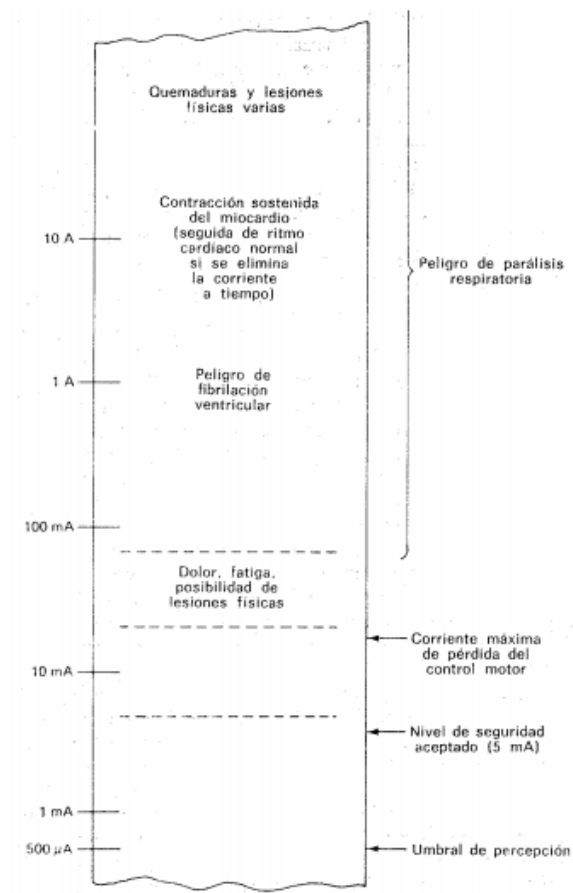 Quemaduras y lesiones
físicas varias
Contracción sostenida
del miocardio
(seguida de ritmo
cardíaco normal
si se elimina
la corriente
a tiempo)
10 A
Peligro de parálisis
respiratoria
1 A
Peligro de
fibrilación
ventricular
100 mA
Dolor, fatiga,
posibilidad de
lesiones físicas
Corriente máxima
de pérdida del
control motor
10 mA
Nivel de seguridad
aceptado (5 mA)
1 mA
500 µA
Umbral de percepción